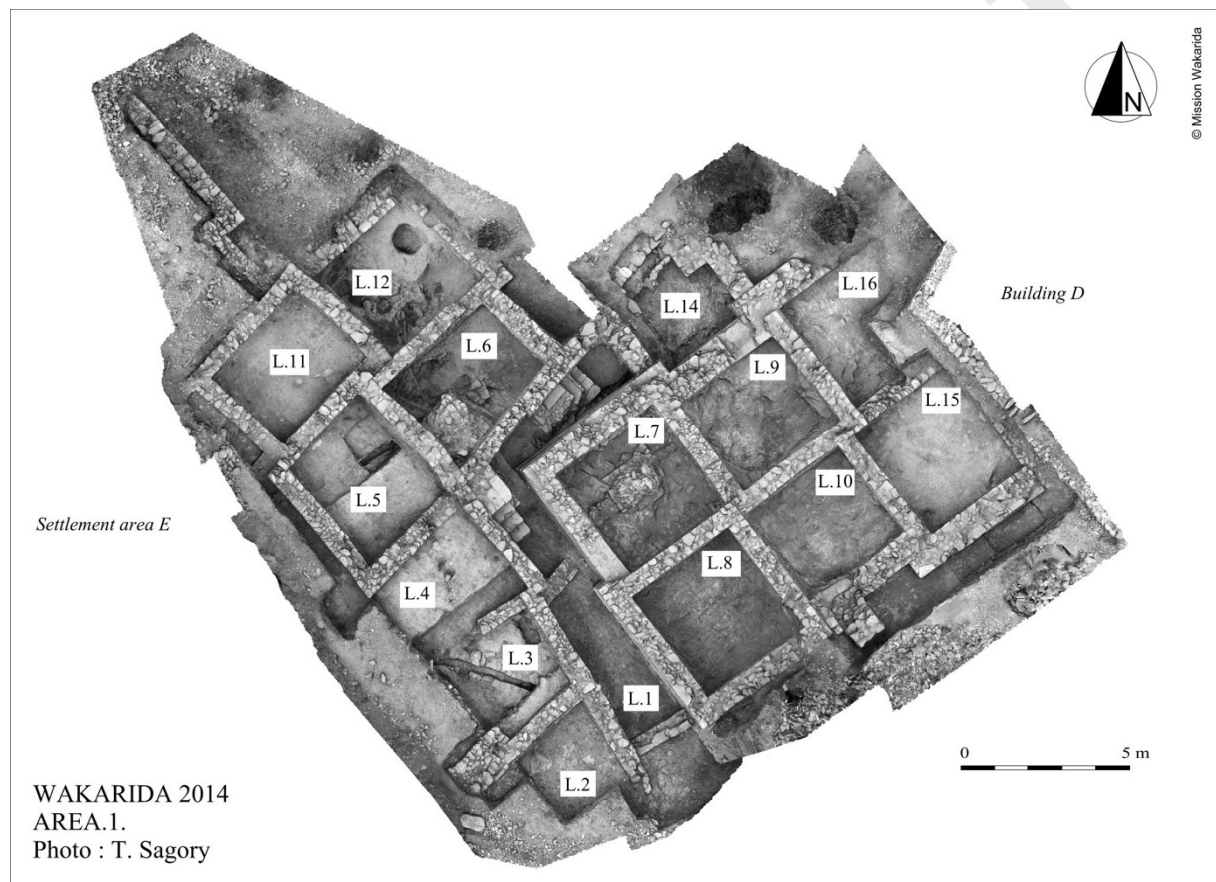 N
© Mission Wakarida
L.12
L.16
Building D
L.14
L.6
L.11
L.9
L.15
L.7
L.10
L.5
Settlement area E
L.8
L.4
L.3
L.1
L.2
0 5 m
WAKARIDA 2014
AREA.1.
Photo : T. Sagory